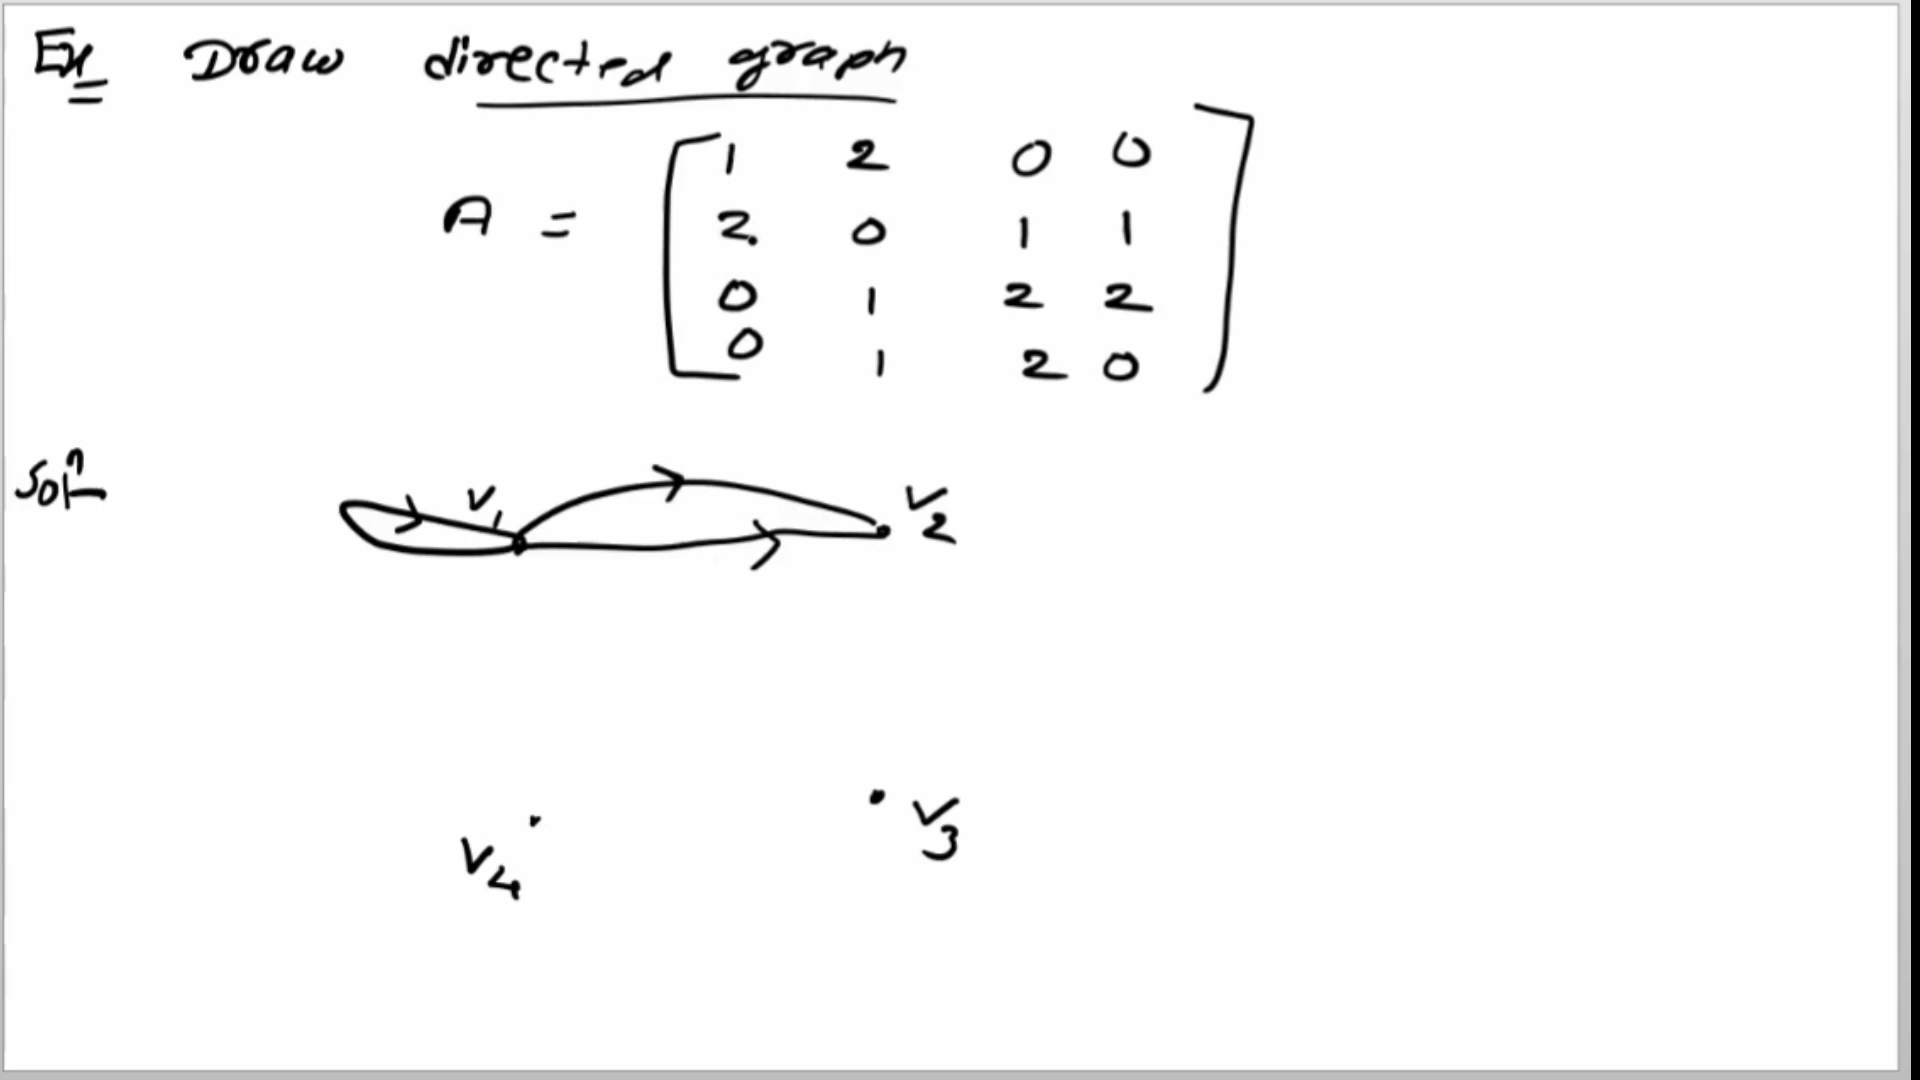 Ex Draw directed graph
A = [1 2 0 0
2 0 1 1
0 1 2 2
0 1 2 0]
Soln
V1 V2
V3
V4